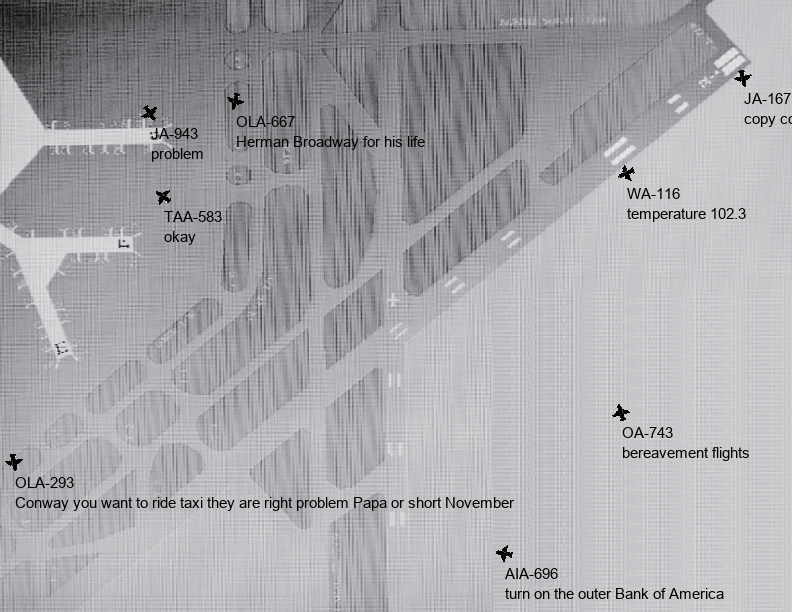 JA-943
problem
OLA-667
Herman Broadway for his life
JA-167
copy
TAA-583
okay
WA-116
temperature 102.3
OA-743
bereavement flights
OLA-293
Conway you want to ride taxi they are right problem Papa or short November
AIA-696
turn on the outer Bank of America